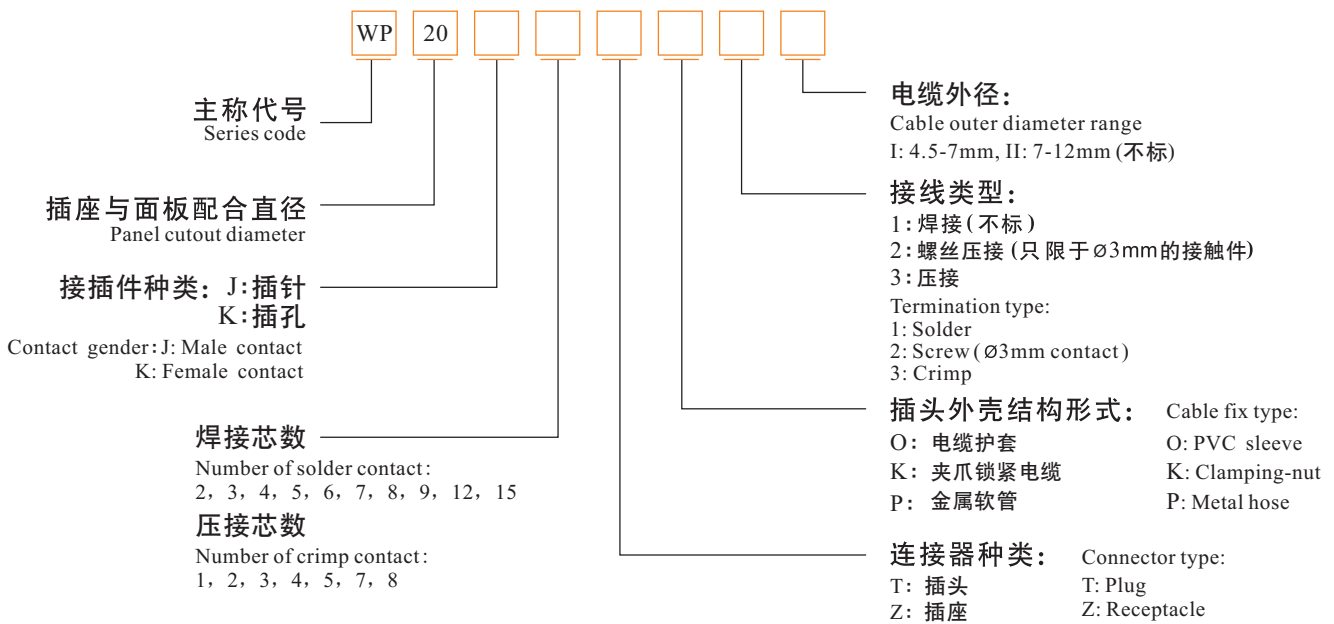 WP 20
主称代号
Series code
插座与面板配合直径
Panel cutout diameter
接插件种类: J:插针
K:插孔
Contact gender:J: Male contact
K: Female contact
焊接芯数
Number of solder contact:
2, 3, 4, 5, 6, 7, 8, 9, 12, 15
压接芯数
Number of crimp contact:
1, 2, 3, 4, 5, 7, 8
电缆外径:
Cable outer diameter range
I: 4.5-7mm, II: 7-12mm (不标)
接线类型:
1:焊接(不标)
2:螺丝压接(只限于Ø3mm的接触件)
3:压接
Termination type:
1: Solder
2: Screw(Ø3mm contact)
3: Crimp
插头外壳结构形式: Cable fix type:
O: 电缆护套 O: PVC sleeve
K: 夹爪锁紧电缆 K: Clamping-nut
P: 金属软管 P: Metal hose
连接器种类: Connector type:
T: 插头 T: Plug
Z: 插座 Z: Receptacle